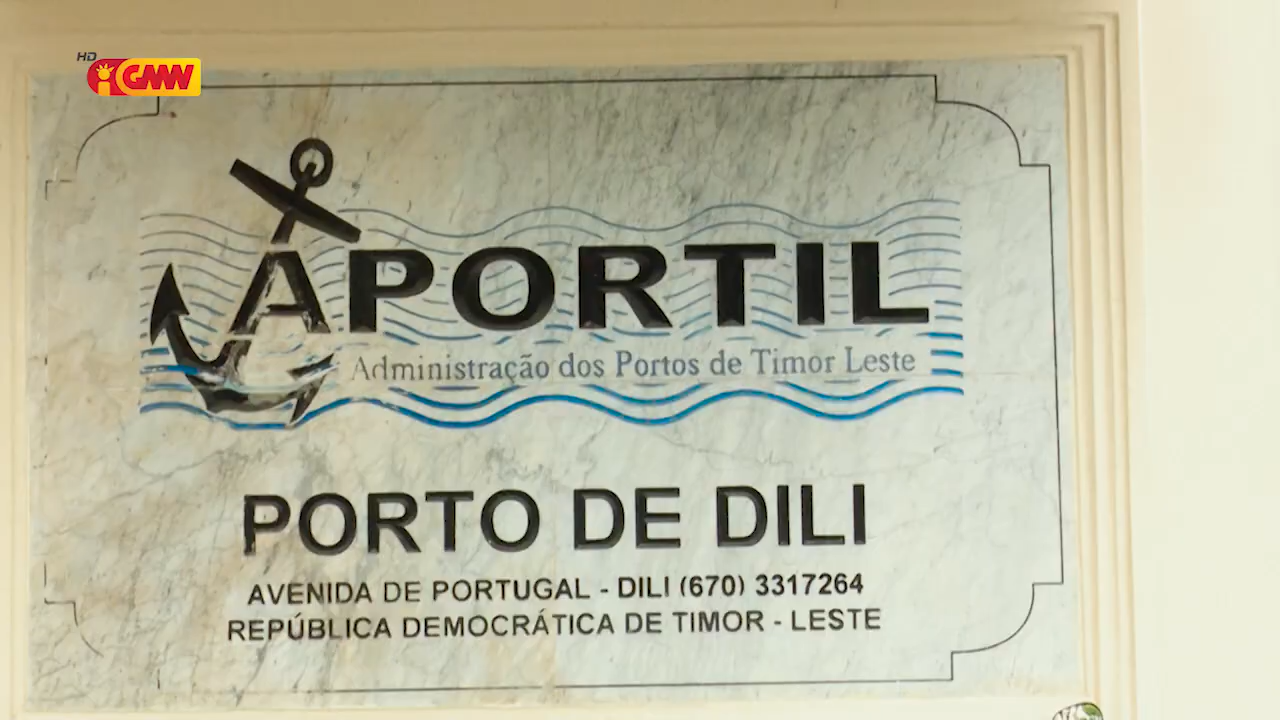 HD
GMN
APORTIL
Administração dos Portos de Timor Leste
PORTO DE DILI
AVENIDA DE PORTUGAL - DILI (670) 3317264
REPÚBLICA DEMOCRÁTICA DE TIMOR - LESTE